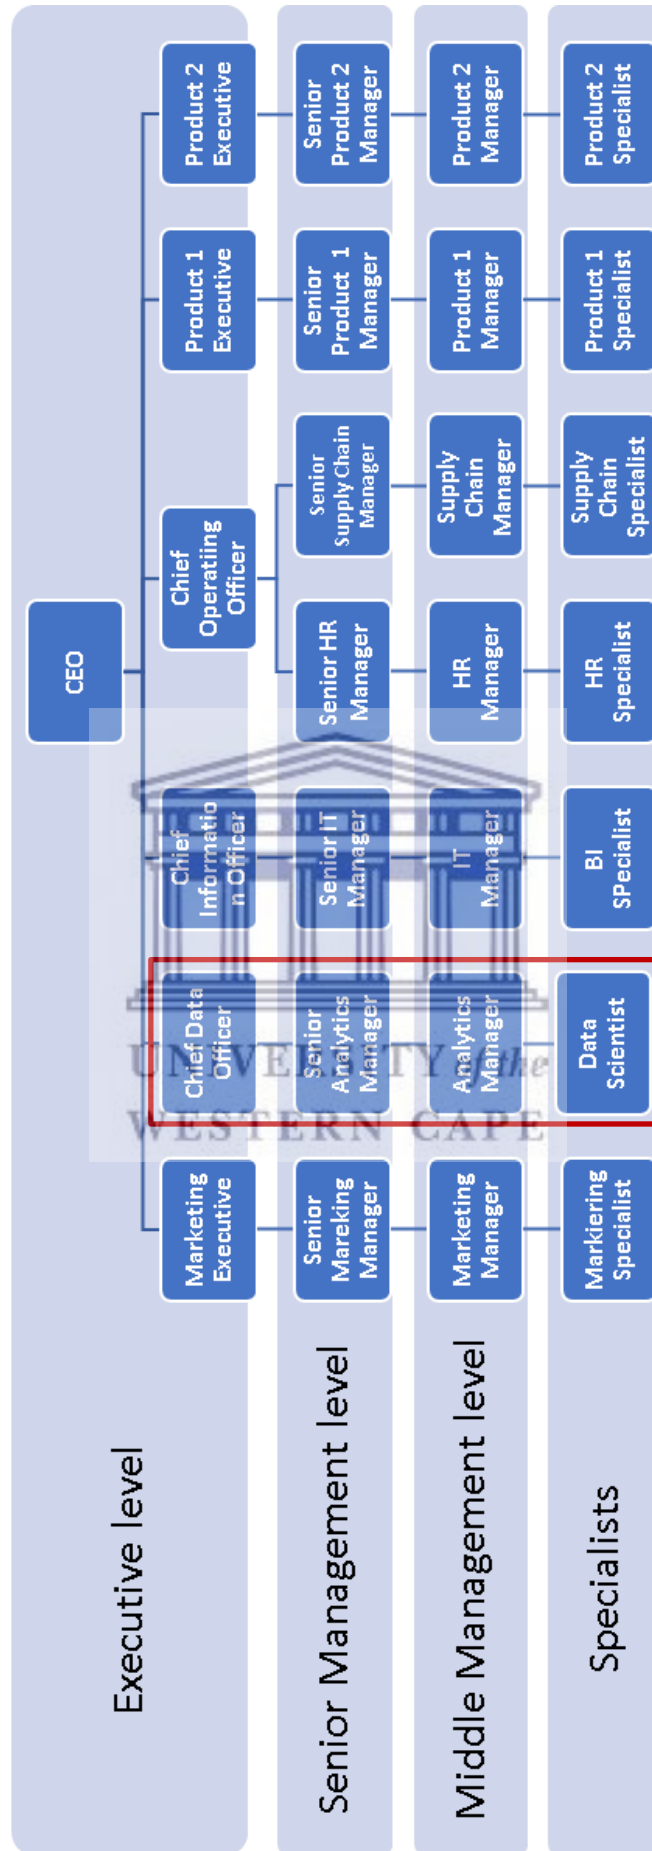 Executive level
CEO
Marketing
Executive
Chief Data
Officer
Chief
Informatio
n Officer
Chief
Operatiing
Officer
Product 1
Executive
Product 2
Executive
Senior Management level
Senior
Mareking
Manager
Senior
Analytics
Manager
Senior IT
Manager
Senior HR
Manager
Senior
Supply Chain
Manager
Senior
Product 1
Manager
Senior
Product 2
Manager
Middle Management level
Marketing
Manager
Analytics
Manager
IT
Manager
HR
Manager
Supply
Chain
Manager
Product 1
Manager
Product 2
Manager
Specialists
Markiering
Specialist
Data
Scientist
BI
SPecialist
HR
Specialist
Supply
Chain
Specialist
Product 1
Specialist
Product 2
Specialist
UNIVERSITY of the
WESTERN CAPE